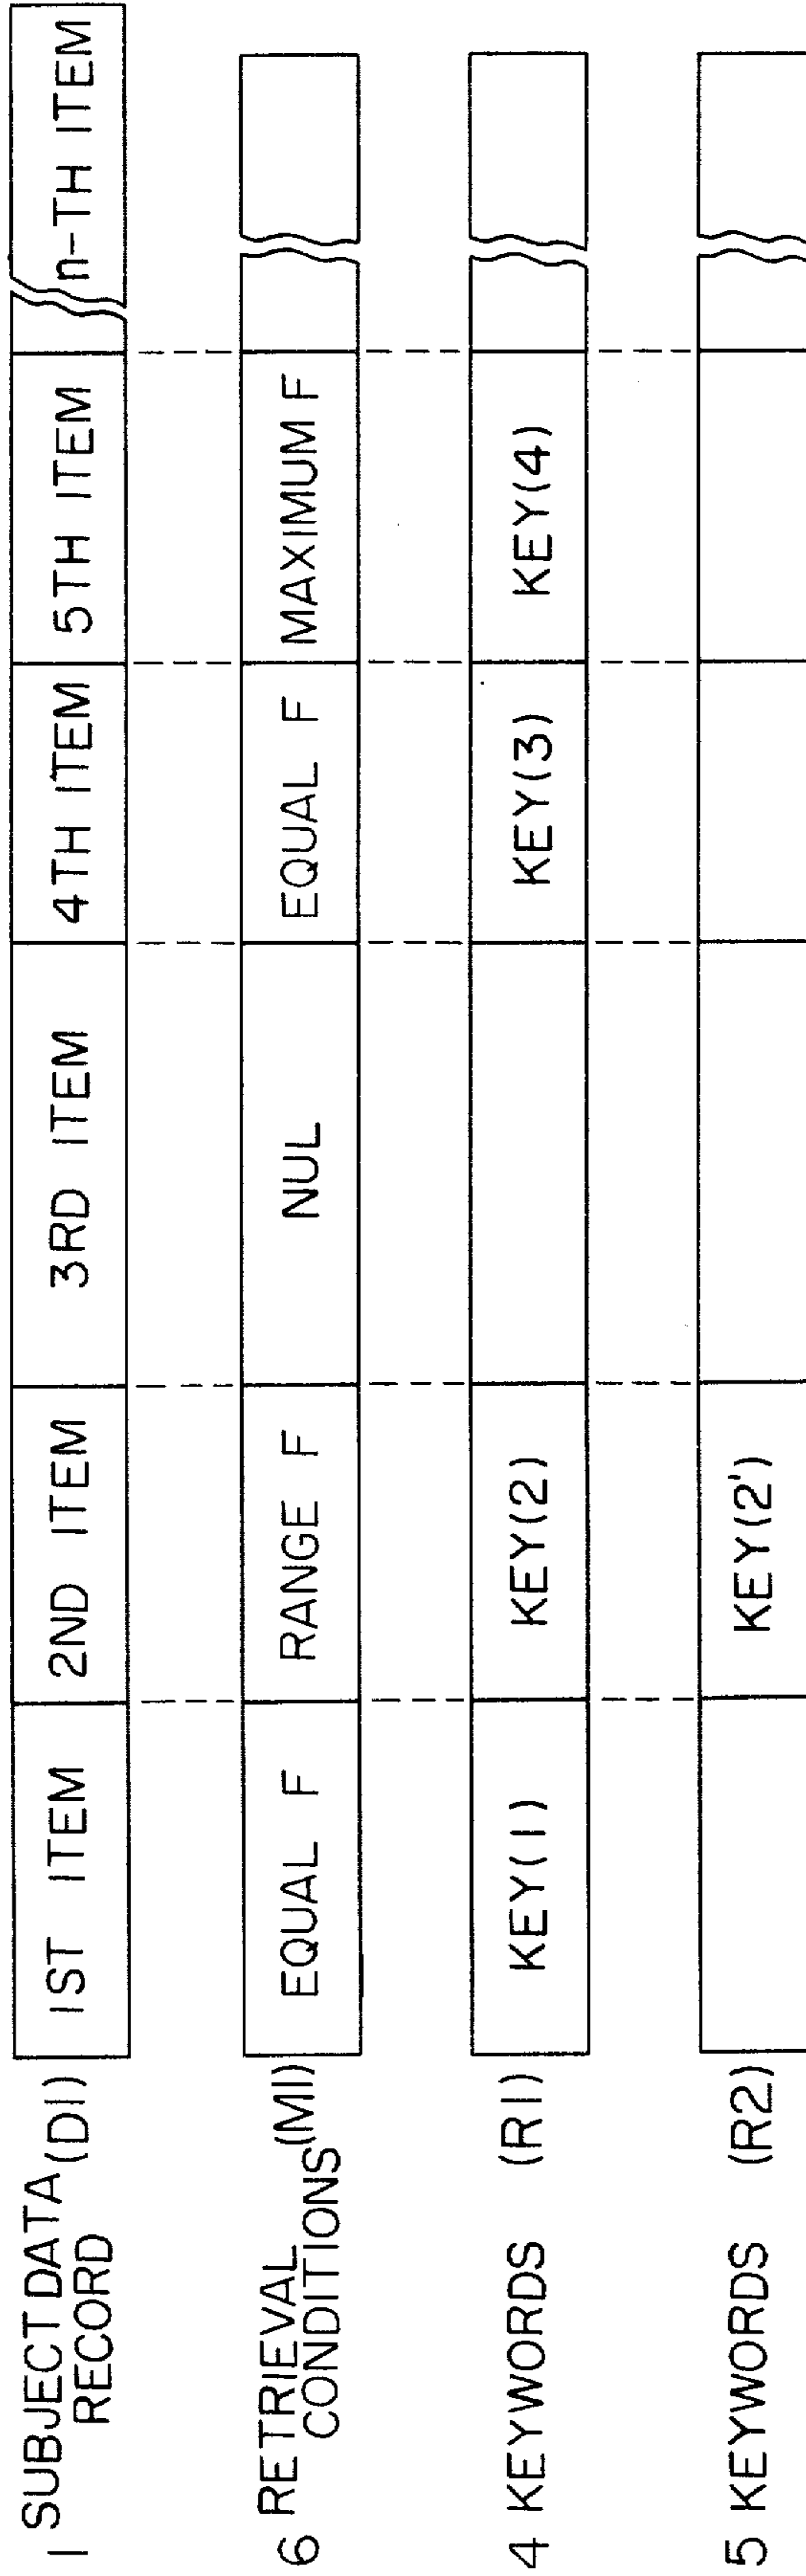 1 SUBJECT DATA (DI)
RECORD
1ST ITEM
2ND ITEM
3RD ITEM
4TH ITEM
5TH ITEM
n-TH ITEM
6 RETRIEVAL
CONDITIONS (MI)
EQUAL F
RANGE F
NUL
EQUAL F
MAXIMUM F
4 KEYWORDS (R1)
KEY(1)
KEY(2)
KEY(3)
KEY(4)
5 KEYWORDS (R2)
KEY(2')